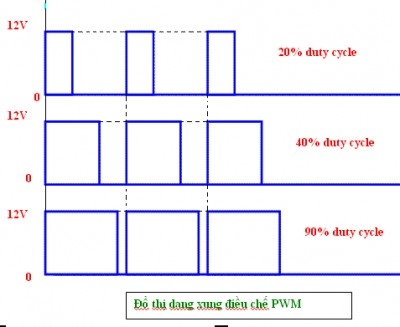 12V
20% duty cycle
0
12V
40% duty cycle
0
12V
90% duty cycle
0
Đồ thị dạng xung điều chế PWM